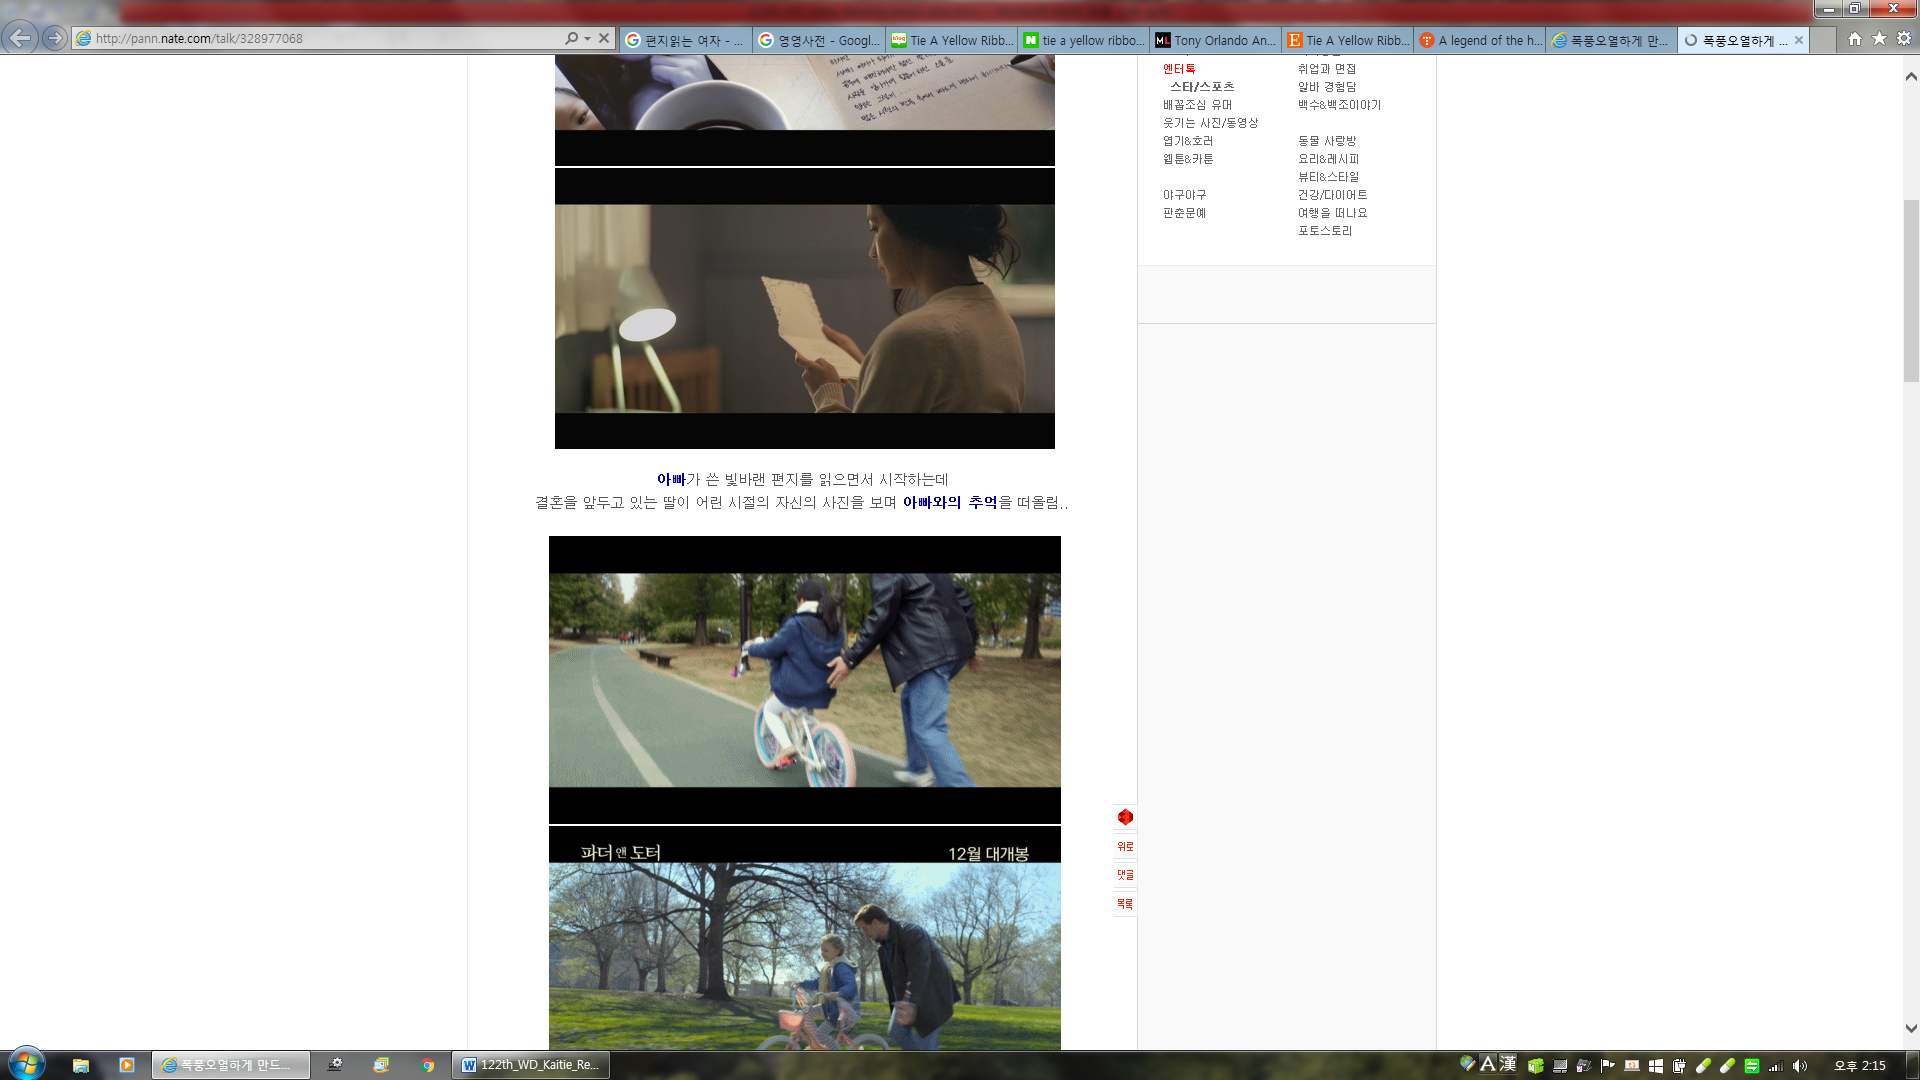 http://pann.nate.com/talk/328977068
편지읽는 여자 - ...
영영사전 - Googl...
Tie A Yellow Ribb...
tie a yellow ribbo...
Tony Orlando An...
Tie A Yellow Ribb...
A legend of the h...
폭풍오열하게 만...
폭풍오열하게 ...
엔터톡
취업과 면접
스타/스포츠
알바 경험담
배꼽조심 유머
백수&백조이야기
웃기는 사진/동영상
엽기&호러
동물 사랑방
웹툰&카툰
요리&레시피
뷰티&스타일
야구야구
건강/다이어트
판춘문예
여행을 떠나요
포토스토리
아빠가 쓴 빛바랜 편지를 읽으면서 시작하는데
결혼을 앞두고 있는 딸이 어린 시절의 자신의 사진을 보며 아빠와의 추억을 떠올림..
위로
댓글
목록
파더 앤 도터
12월 대개봉
폭풍오열하게 만드...
122th_WD_Kaitie_Re...
A 漢
오후 2:15